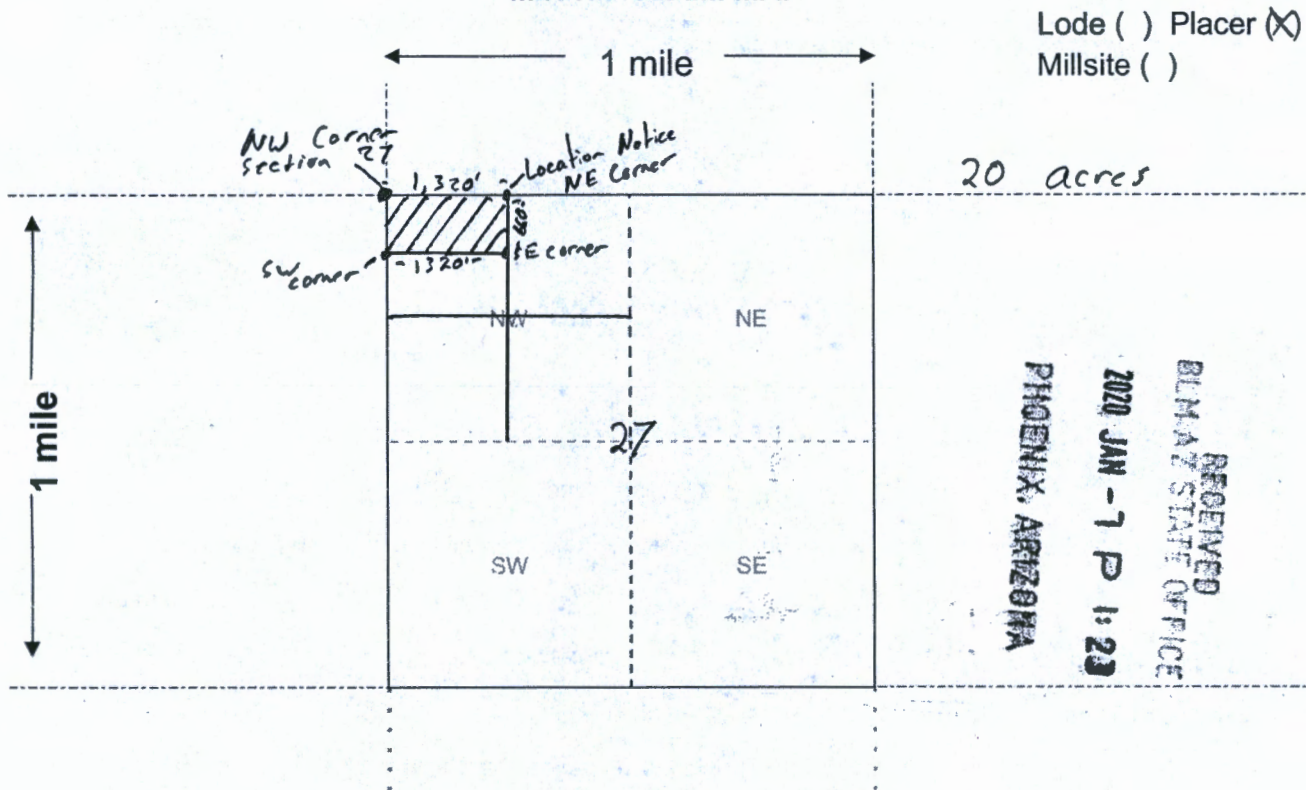 Lode ( ) Placer (X)
Millsite ( )
1 mile
NW Corner
Section 27
1,320'
Location Notice
NE Corner
20 acres
660'
SW
corner
-1320'-
SE corner
NW
NE
1 mile
27
SW
SE
RECEIVED
BLM AZ STATE OFFICE
2020 JAN -7 P 1:23
PHOENIX, ARIZONA